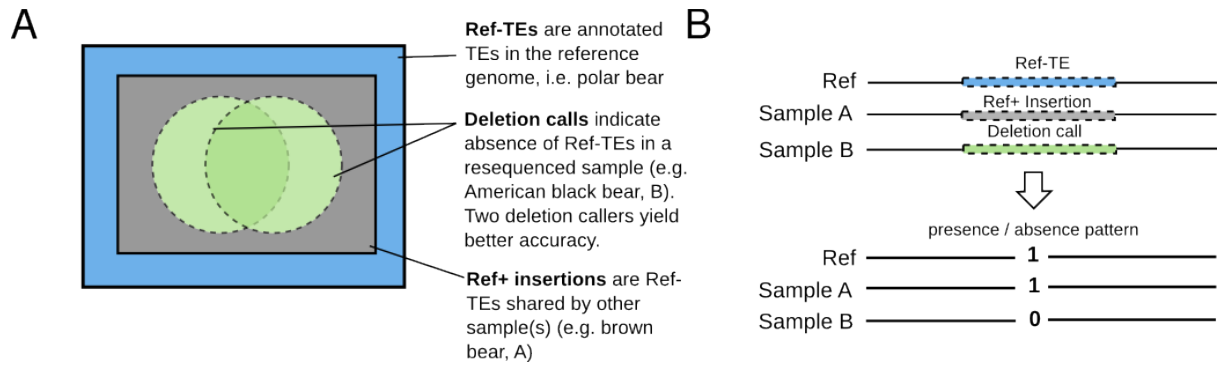 A
Ref-TEs are annotated
TEs in the reference
genome, i.e. polar bear
Deletion calls indicate
absence of Ref-TEs in a
resequenced sample (e.g.
American black bear, B).
Two deletion callers yield
better accuracy.
Ref+ insertions are Ref-
TEs shared by other
sample(s) (e.g. brown
bear, A)
B
Ref-TE
Ref
Ref+ Insertion
Sample A
Deletion call
Sample B
presence / absence pattern
Ref 1
Sample A 1
Sample B 0